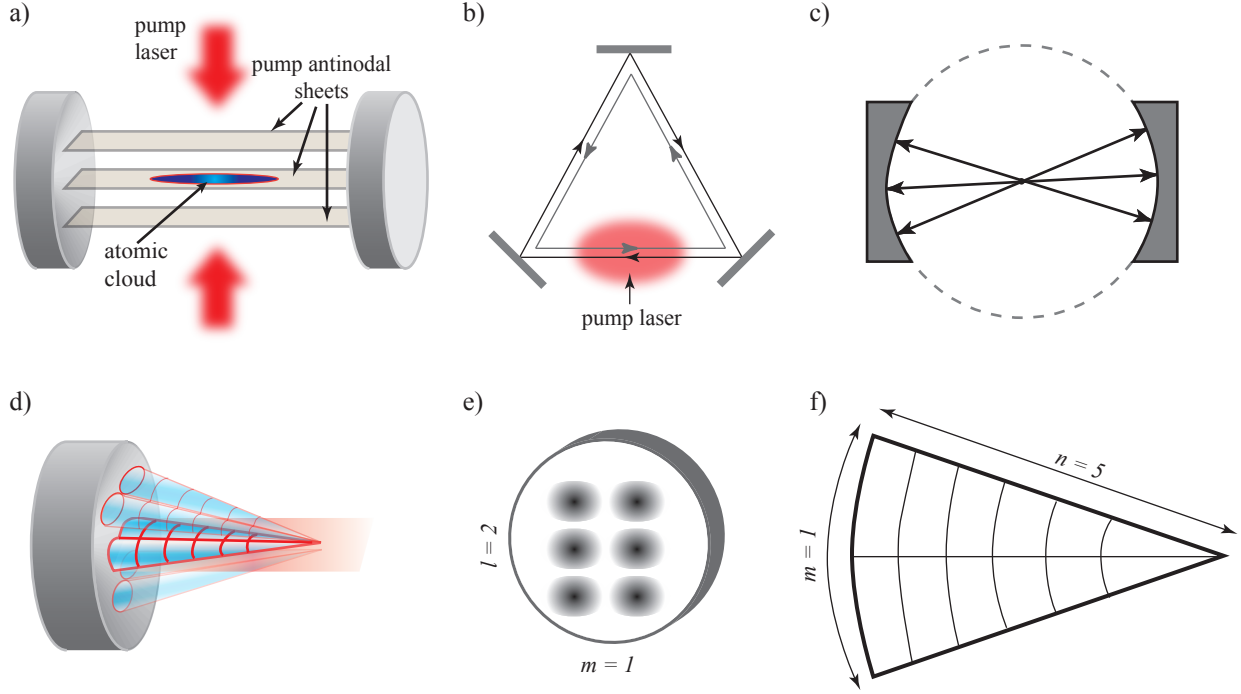 a)
pump
laser
pump antinodal
sheets
atomic
cloud
b)
pump laser
c)
d)
e)
l = 2
m = 1
f)
n = 5
m = 1